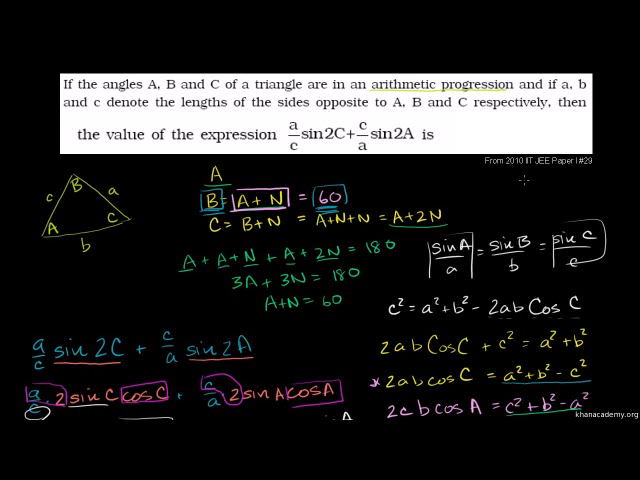 If the angles A, B and C of a triangle are in an arithmetic progression and if a, b
and c denote the lengths of the sides opposite to A, B and C respectively, then
the value of the expression a/c sin2C + c/a sin2A is
From 2010 IIT JEE Paper I #29
B
c a
A C
b
A
B = A + N = 60
C = B + N = A + N + N = A + 2N
A + A + N + A + 2N = 180
3A + 3N = 180
A + N = 60
sin A / a = sin B / b = sin C / c
c² = a² + b² - 2ab Cos C
2ab Cos C + c² = a² + b²
* 2ab cos C = a² + b² - c²
2cb cos A = c² + b² - a²
a/c sin 2C + c/a sin 2A
a/c · 2 sin C cos C + c/a 2 sin A cos A
A
khanacademy.org